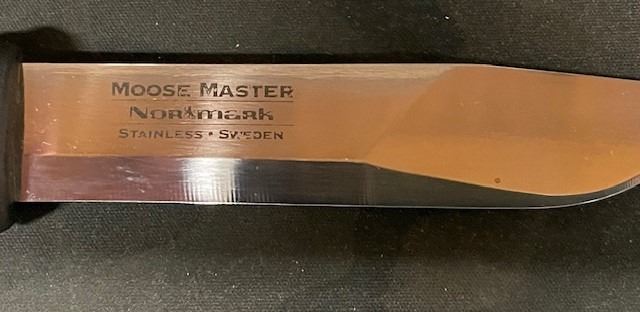 MOOSE MASTER
Normark
STAINLESS • SWEDEN